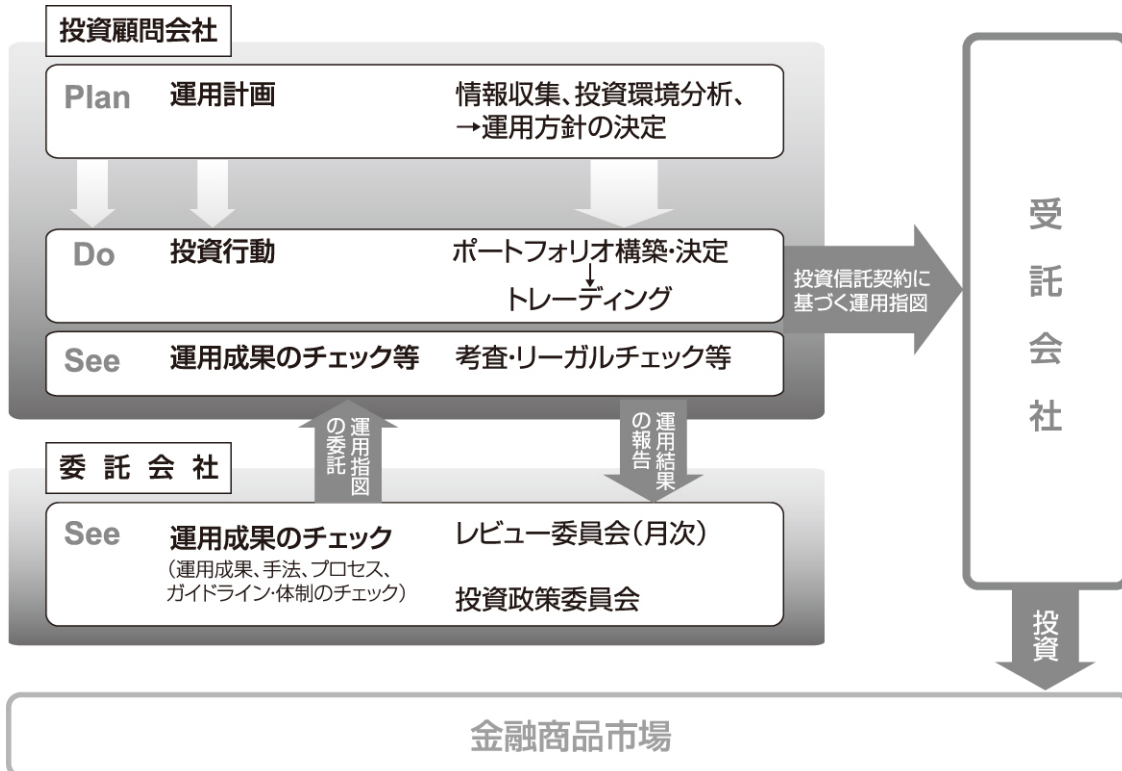 投資顧問会社
Plan 運用計画 情報収集、投資環境分析、
→運用方針の決定
Do 投資行動 ポートフォリオ構築・決定
↓
トレーディング
投資信託契約に
基づく運用指図
See 運用成果のチェック等 考査・リーガルチェック等
運用指図
の委託
運用結果
の報告
委託会社
See 運用成果のチェック レビュー委員会(月次)
(運用成果、手法、プロセス、
ガイドライン・体制のチェック)
投資政策委員会
受託会社
投資
金融商品市場